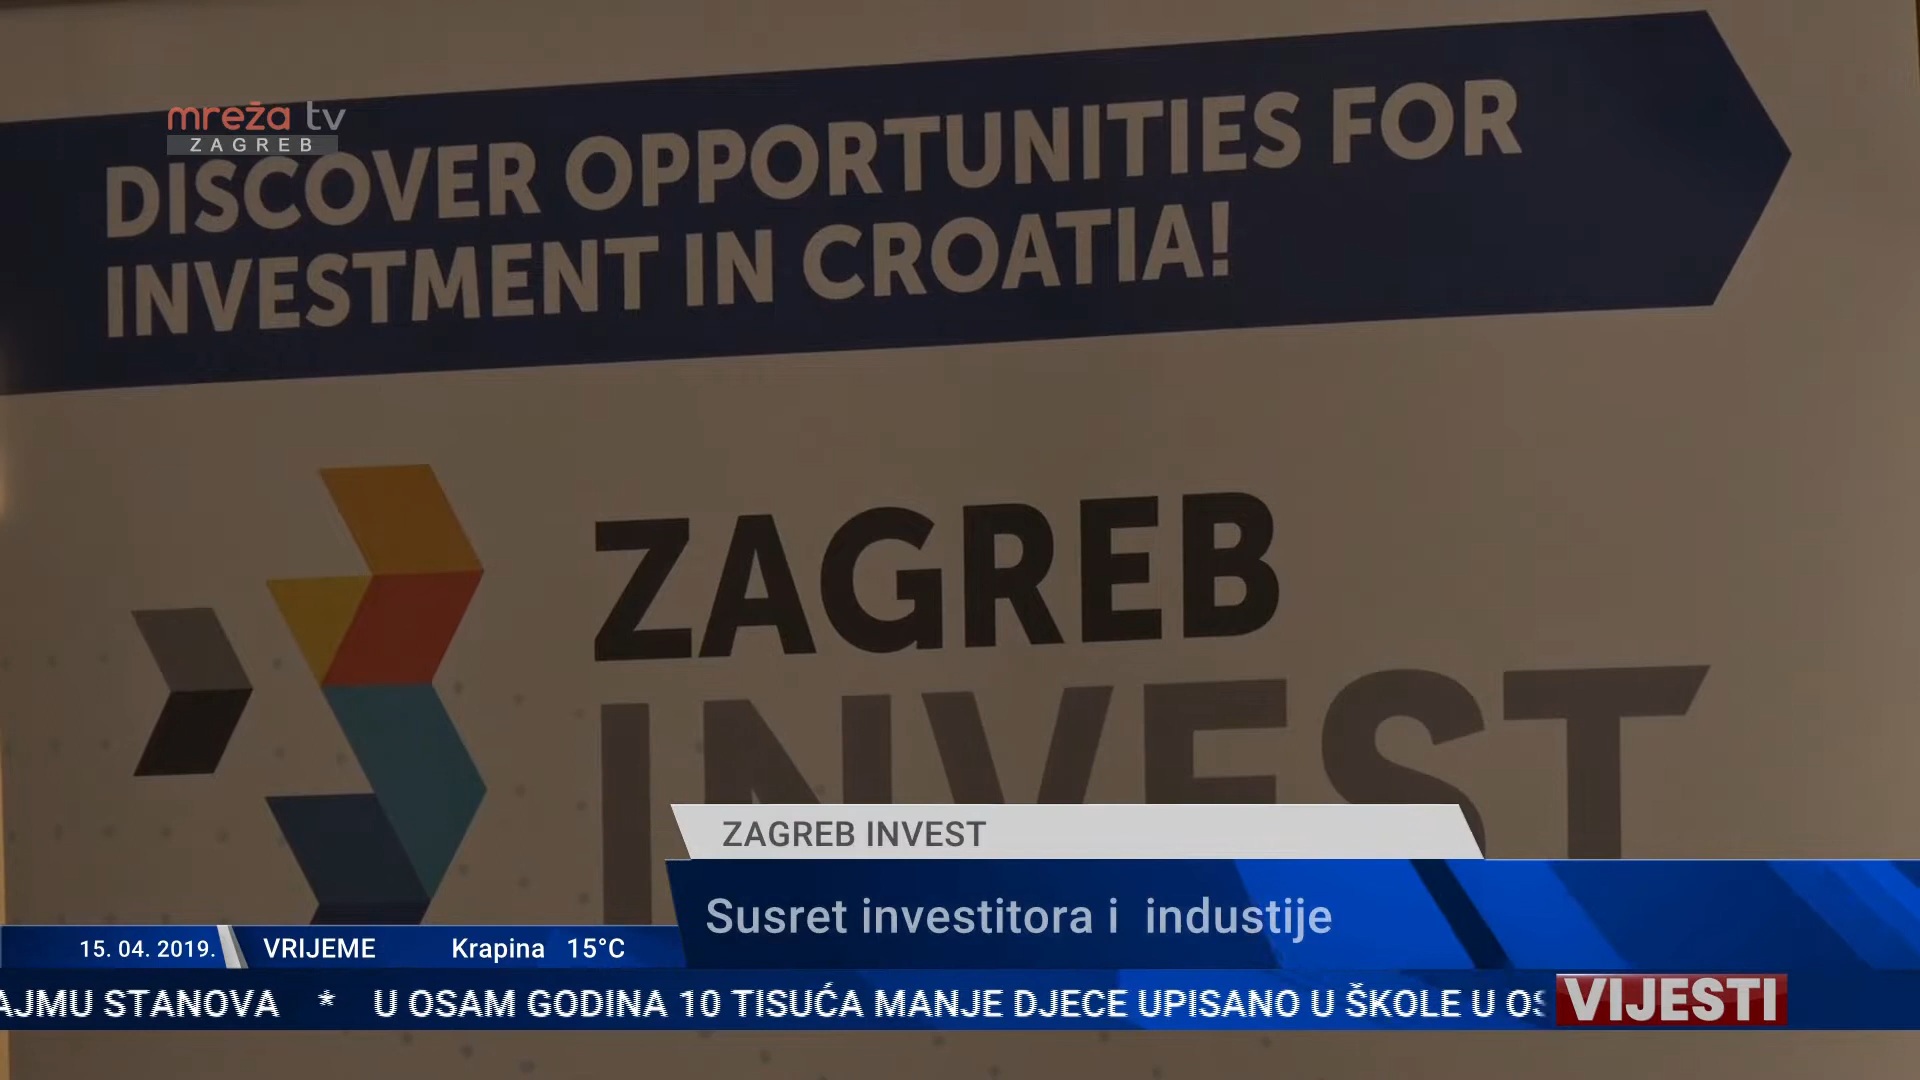 mreža tv
ZAGREB
DISCOVER OPPORTUNITIES FOR
INVESTMENT IN CROATIA!
ZAGREB
INVEST
ZAGREB INVEST
Susret investitora i industije
15. 04. 2019. VRIJEME Krapina 15°C
AJMU STANOVA * U OSAM GODINA 10 TISUĆA MANJE DJECE UPISANO U ŠKOLE U OS
VIJESTI